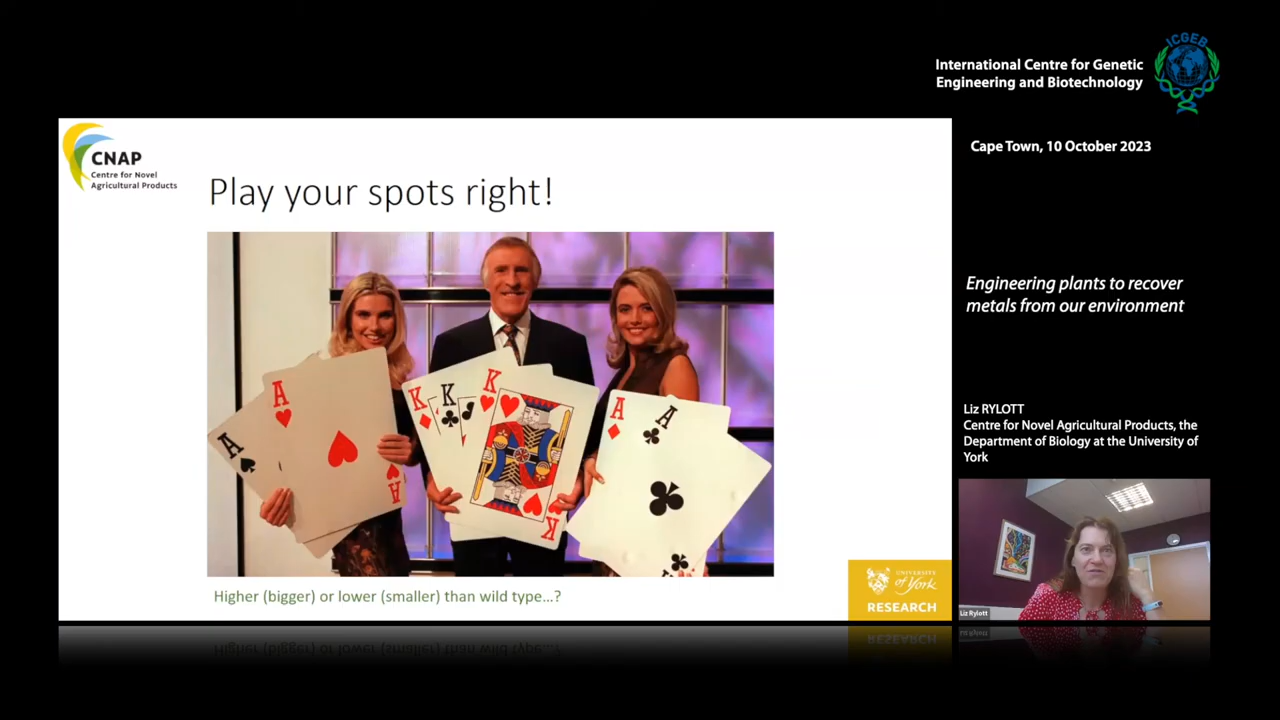 International Centre for Genetic
Engineering and Biotechnology
ICGEB
Cape Town, 10 October 2023
CNAP
Centre for Novel
Agricultural Products
Play your spots right!
A
A
A
K
K
K
K
A
A
Higher (bigger) or lower (smaller) than wild type...?
UNIVERSITY
of York
RESEARCH
Engineering plants to recover
metals from our environment
Liz RYLOTT
Centre for Novel Agricultural Products, the
Department of Biology at the University of
York
Liz Rylott